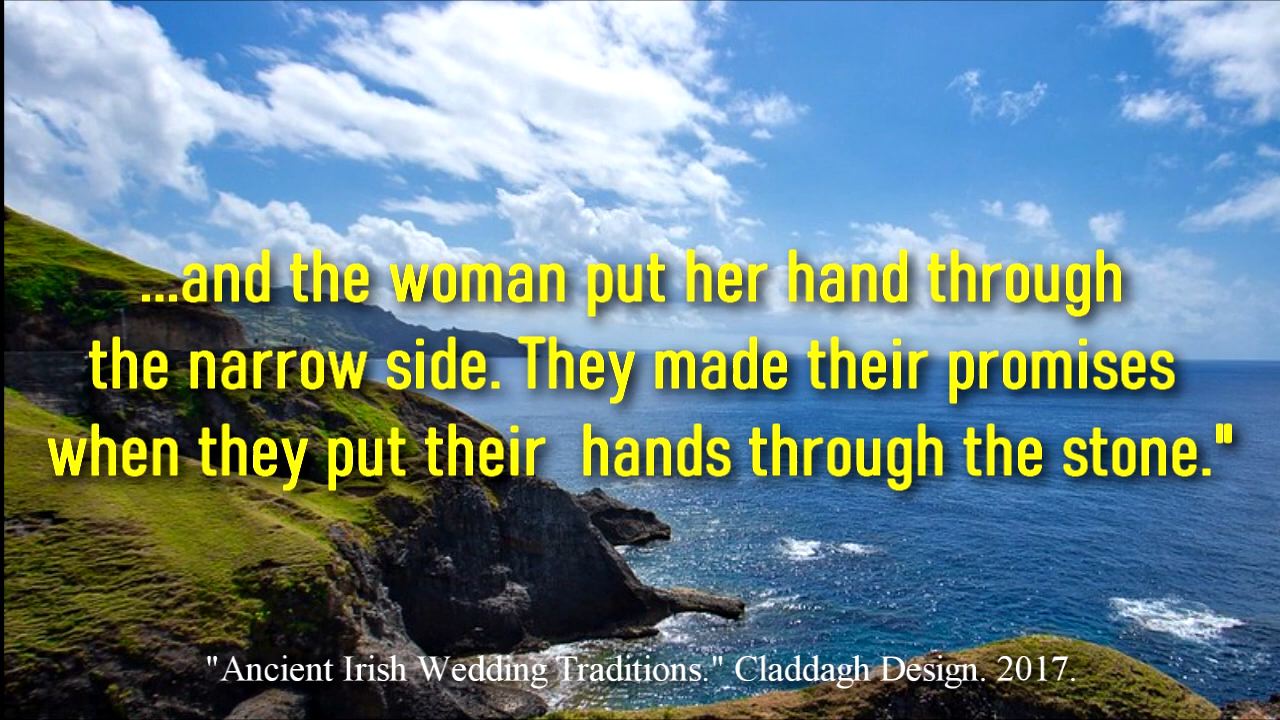 ...and the woman put her hand through
the narrow side. They made their promises
when they put their  hands through the stone."
"Ancient Irish Wedding Traditions." Claddagh Design. 2017.